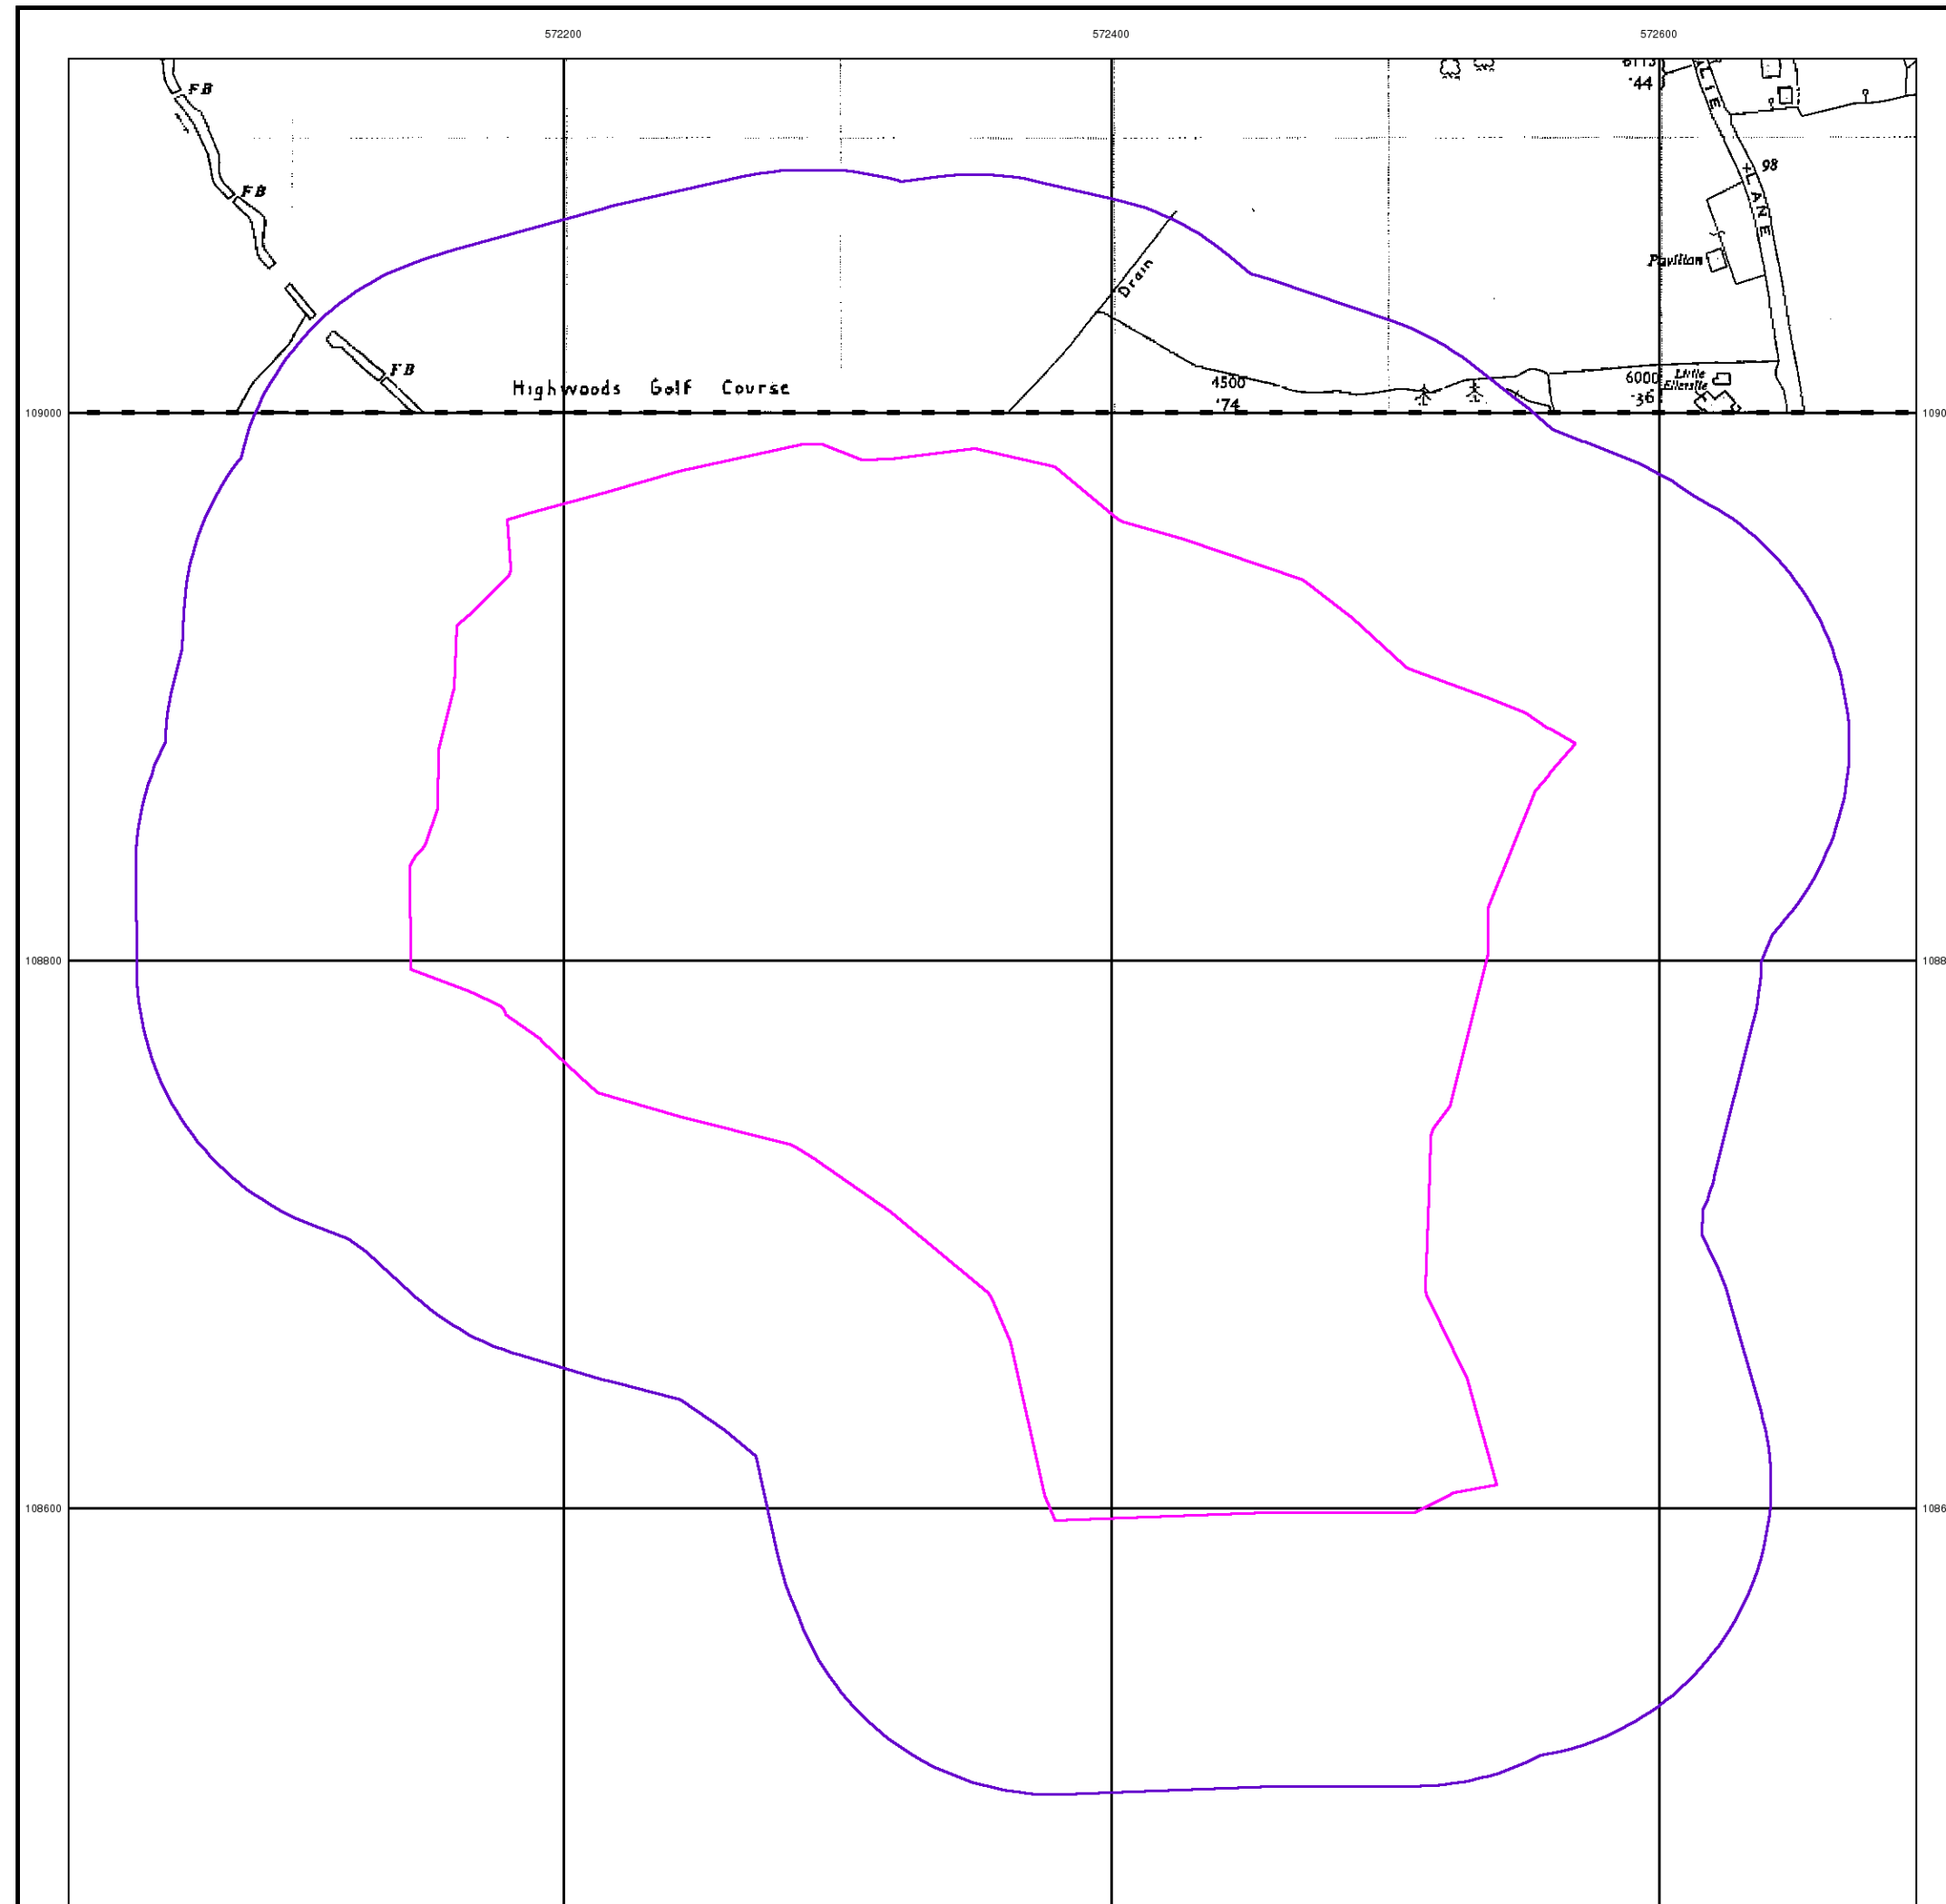 572200 572400 572600
·44
FB
LANE
98
FB
Pavilion
Drain
Highwoods Golf Course
FB
4500
·74
6000
·36
Little
Ellerslie
109000
108800
108600